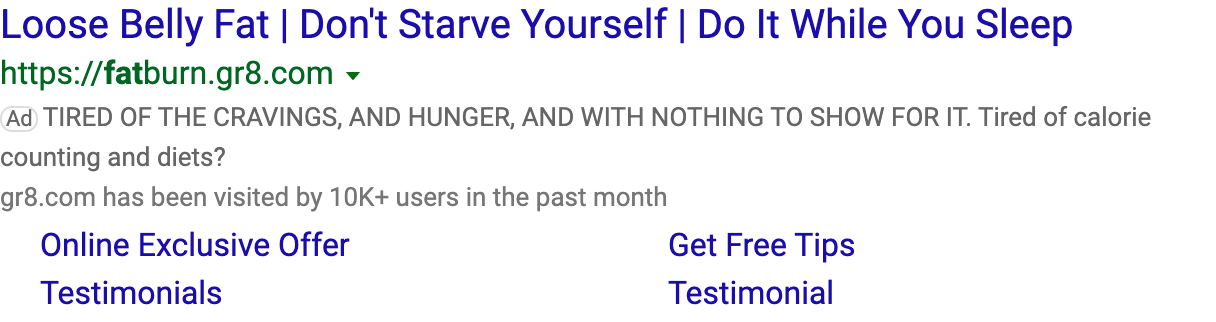 Loose Belly Fat | Don't Starve Yourself | Do It While You Sleep
https://fatburn.gr8.com
Ad TIRED OF THE CRAVINGS, AND HUNGER, AND WITH NOTHING TO SHOW FOR IT. Tired of calorie
counting and diets?
gr8.com has been visited by 10K+ users in the past month
Online Exclusive Offer Get Free Tips
Testimonials Testimonial